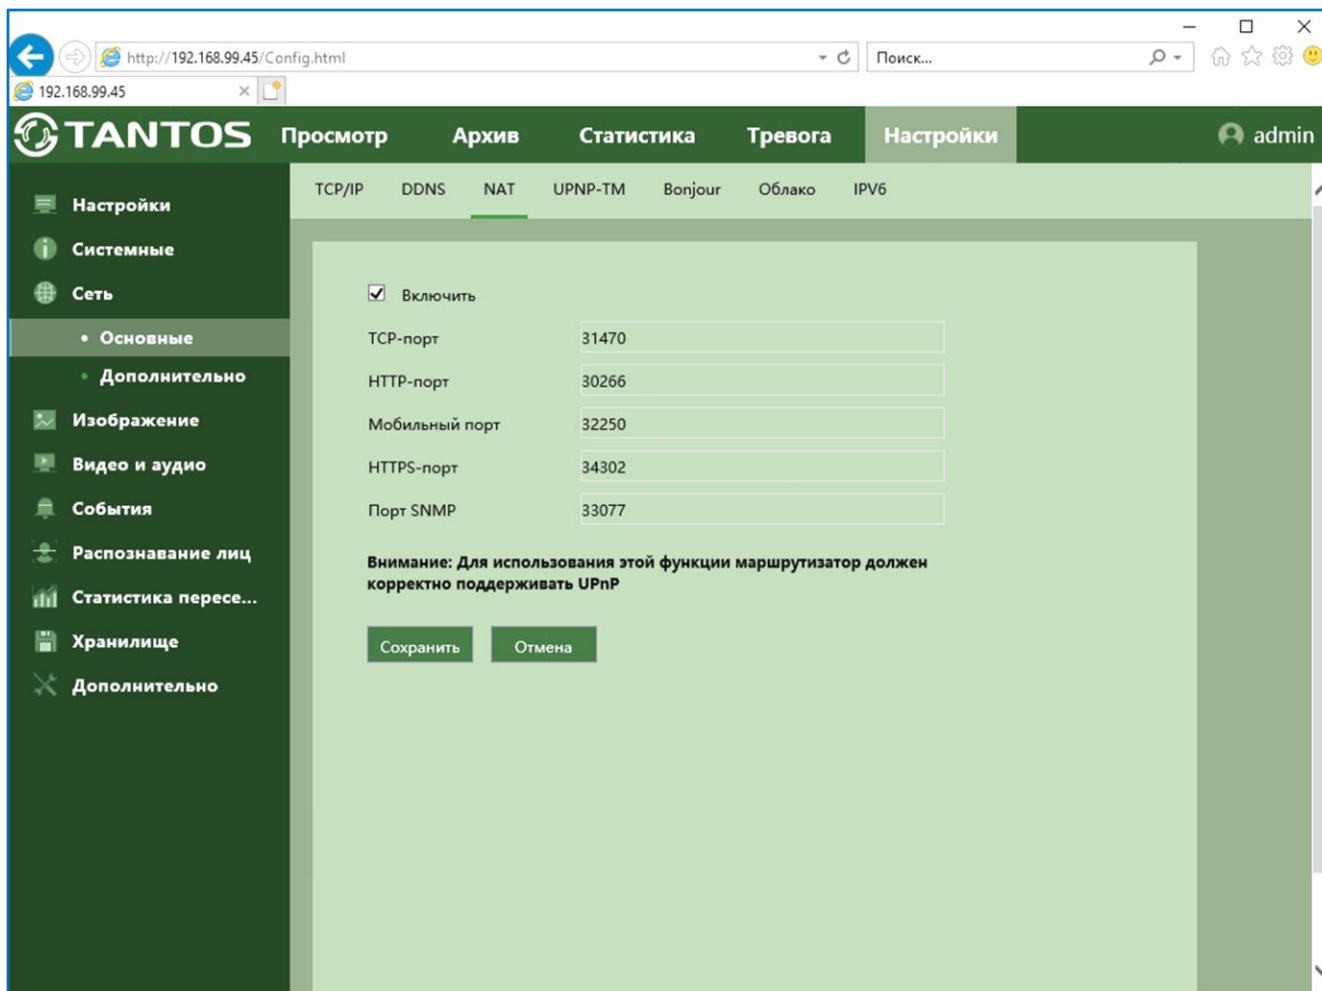 http://192.168.99.45/Config.html
Поиск...
192.168.99.45
TANTOS Просмотр Архив Статистика Тревога Настройки admin
TCP/IP DDNS NAT UPNP-TM Bonjour Облако IPV6
Настройки
Системные
Сеть
Основные
Дополнительно
Изображение
Видео и аудио
События
Распознавание лиц
Статистика пересе...
Хранилище
Дополнительно
Включить
TCP-порт 31470
HTTP-порт 30266
Мобильный порт 32250
HTTPS-порт 34302
Порт SNMP 33077
Внимание: Для использования этой функции маршрутизатор должен
корректно поддерживать UPnP
Сохранить Отмена